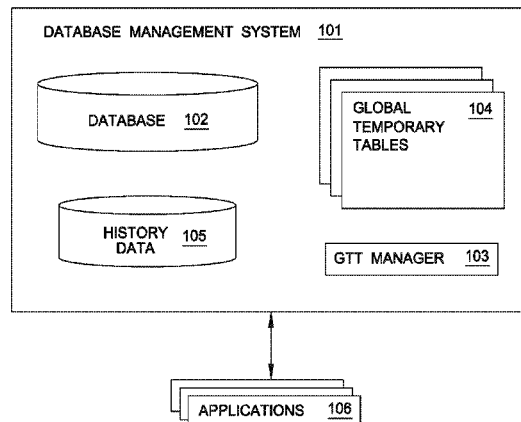 DATABASE MANAGEMENT SYSTEM 101
DATABASE 102
GLOBAL 104
TEMPORARY
TABLES
HISTORY 105
DATA
GTT MANAGER 103
APPLICATIONS 106